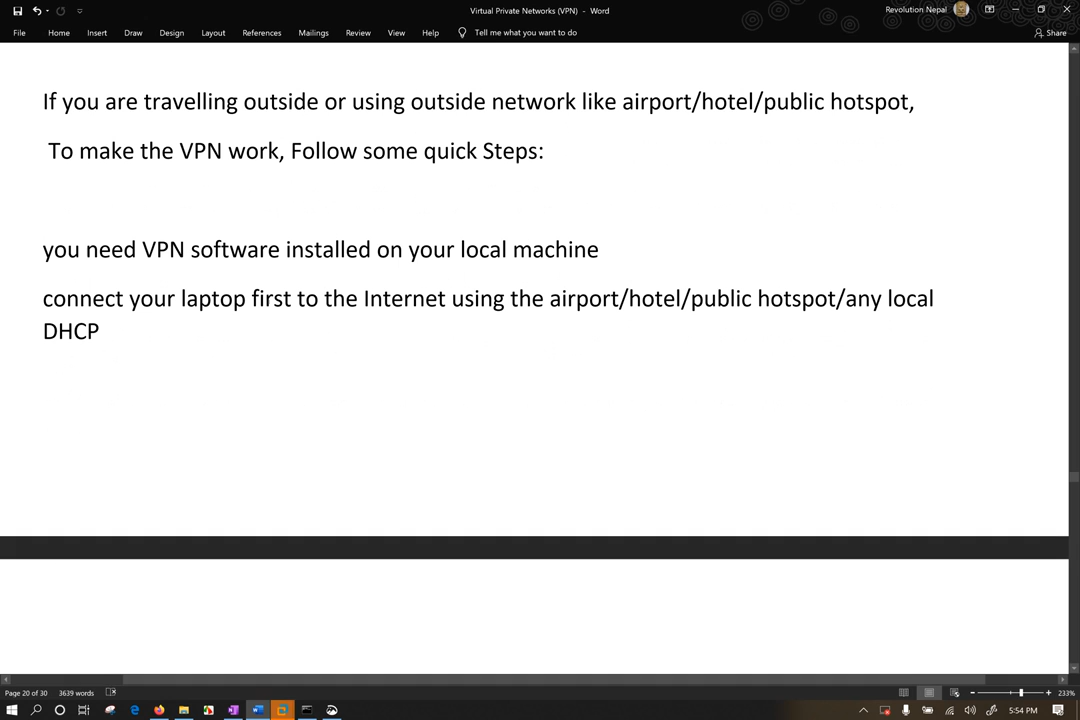 Virtual Private Networks (VPN) - Word
Revolution Nepal
File Home Insert Draw Design Layout References Mailings Review View Help Tell me what you want to do Share
If you are travelling outside or using outside network like airport/hotel/public hotspot,
To make the VPN work, Follow some quick Steps:
you need VPN software installed on your local machine
connect your laptop first to the Internet using the airport/hotel/public hotspot/any local
DHCP
Page 20 of 30 3639 words 233%
5:54 PM